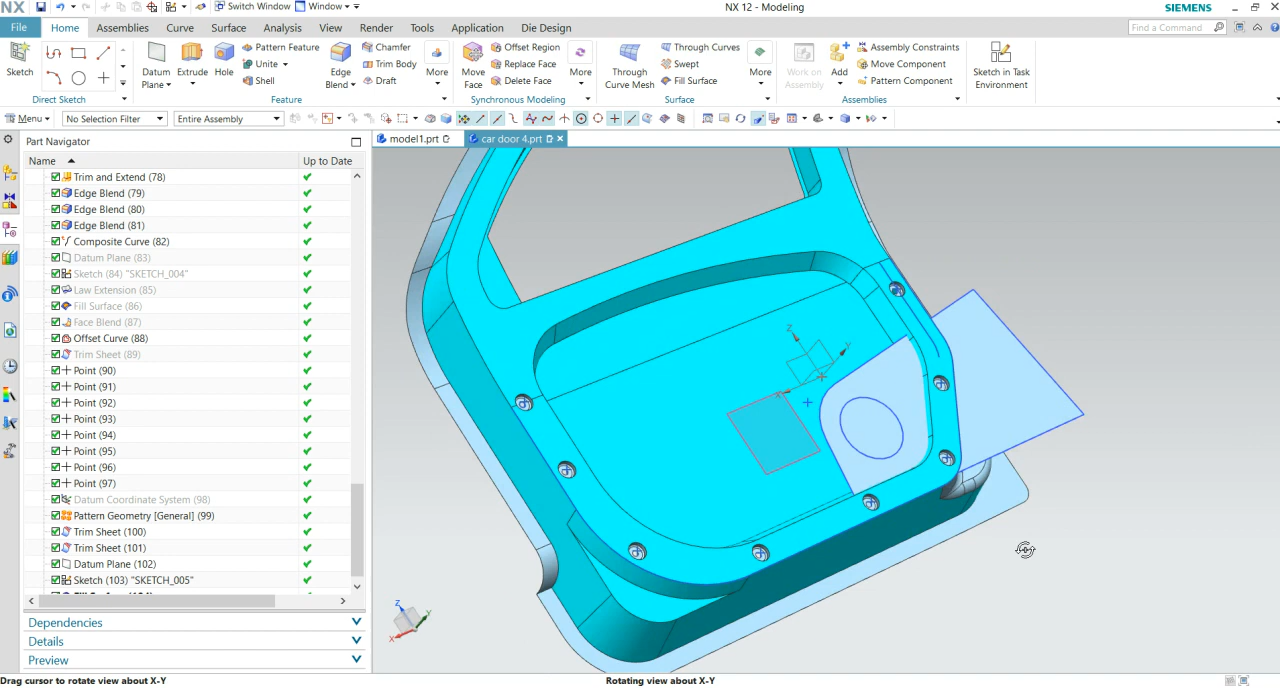 NX Switch Window Window NX 12 - Modeling SIEMENS
File Home Assemblies Curve Surface Analysis View Render Tools Application Die Design Find a Command
Sketch
Direct Sketch
Datum Plane
Extrude
Hole
Pattern Feature
Unite
Shell
Edge Blend
Chamfer
Trim Body
Draft
More
Feature
Move Face
Offset Region
Replace Face
Delete Face
More
Synchronous Modeling
Through Curve Mesh
Through Curves
Swept
Fill Surface
More
Surface
Work on Assembly
Add
Assembly Constraints
Move Component
Pattern Component
Assemblies
Sketch in Task Environment
Menu No Selection Filter Entire Assembly
Part Navigator
model1.prt car door 4.prt
Name Up to Date
Trim and Extend (78)
Edge Blend (79)
Edge Blend (80)
Edge Blend (81)
Composite Curve (82)
Datum Plane (83)
Sketch (84) "SKETCH_004"
Law Extension (85)
Fill Surface (86)
Face Blend (87)
Offset Curve (88)
Trim Sheet (89)
Point (90)
Point (91)
Point (92)
Point (93)
Point (94)
Point (95)
Point (96)
Point (97)
Datum Coordinate System (98)
Pattern Geometry [General] (99)
Trim Sheet (100)
Trim Sheet (101)
Datum Plane (102)
Sketch (103) "SKETCH_005"
Dependencies
Details
Preview
Z
Y
Z
Y
X
Drag cursor to rotate view about X-Y Rotating view about X-Y